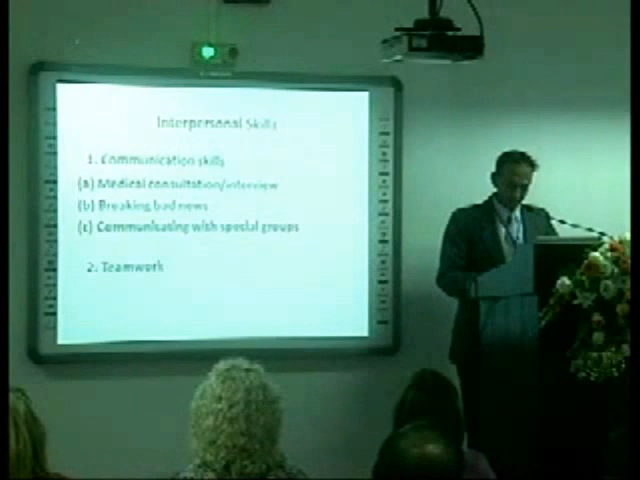 Interpersonal Skills
1. Communication skills
(a) Medical consultation/interview
(b) Breaking bad news
(c) Communicating with special groups
2. Teamwork